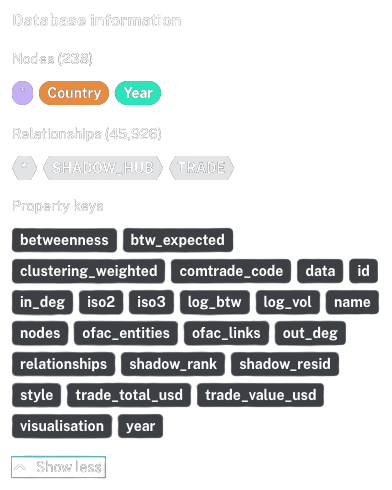 Database information
Nodes (238)
* Country Year
Relationships (45,926)
* SHADOW_HUB TRADE
Property keys
betweenness btw_expected
clustering_weighted comtrade_code data id
in_deg iso2 iso3 log_btw log_vol name
nodes ofac_entities ofac_links out_deg
relationships shadow_rank shadow_resid
style trade_total_usd trade_value_usd
visualisation year
Show less